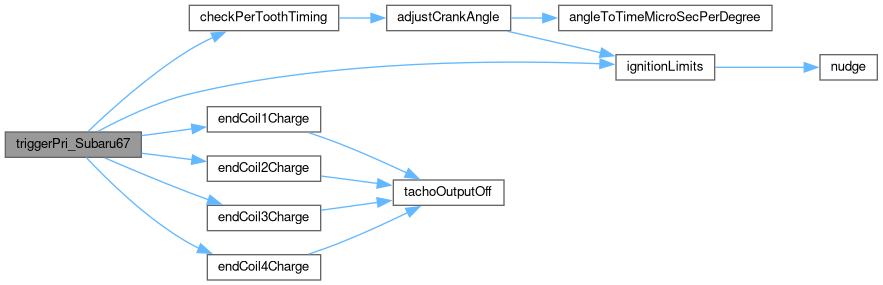 checkPerToothTiming
adjustCrankAngle
angleToTimeMicroSecPerDegree
ignitionLimits
nudge
triggerPri_Subaru67
endCoil1Charge
endCoil2Charge
tachoOutputOff
endCoil3Charge
endCoil4Charge